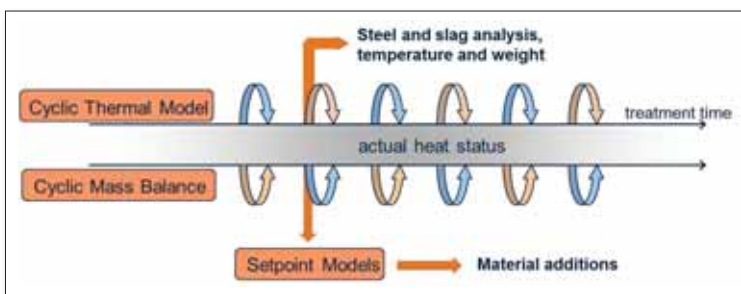 Steel and slag analysis,
temperature and weight
Cyclic Thermal Model
treatment time
actual heat status
Cyclic Mass Balance
Setpoint Models
Material additions